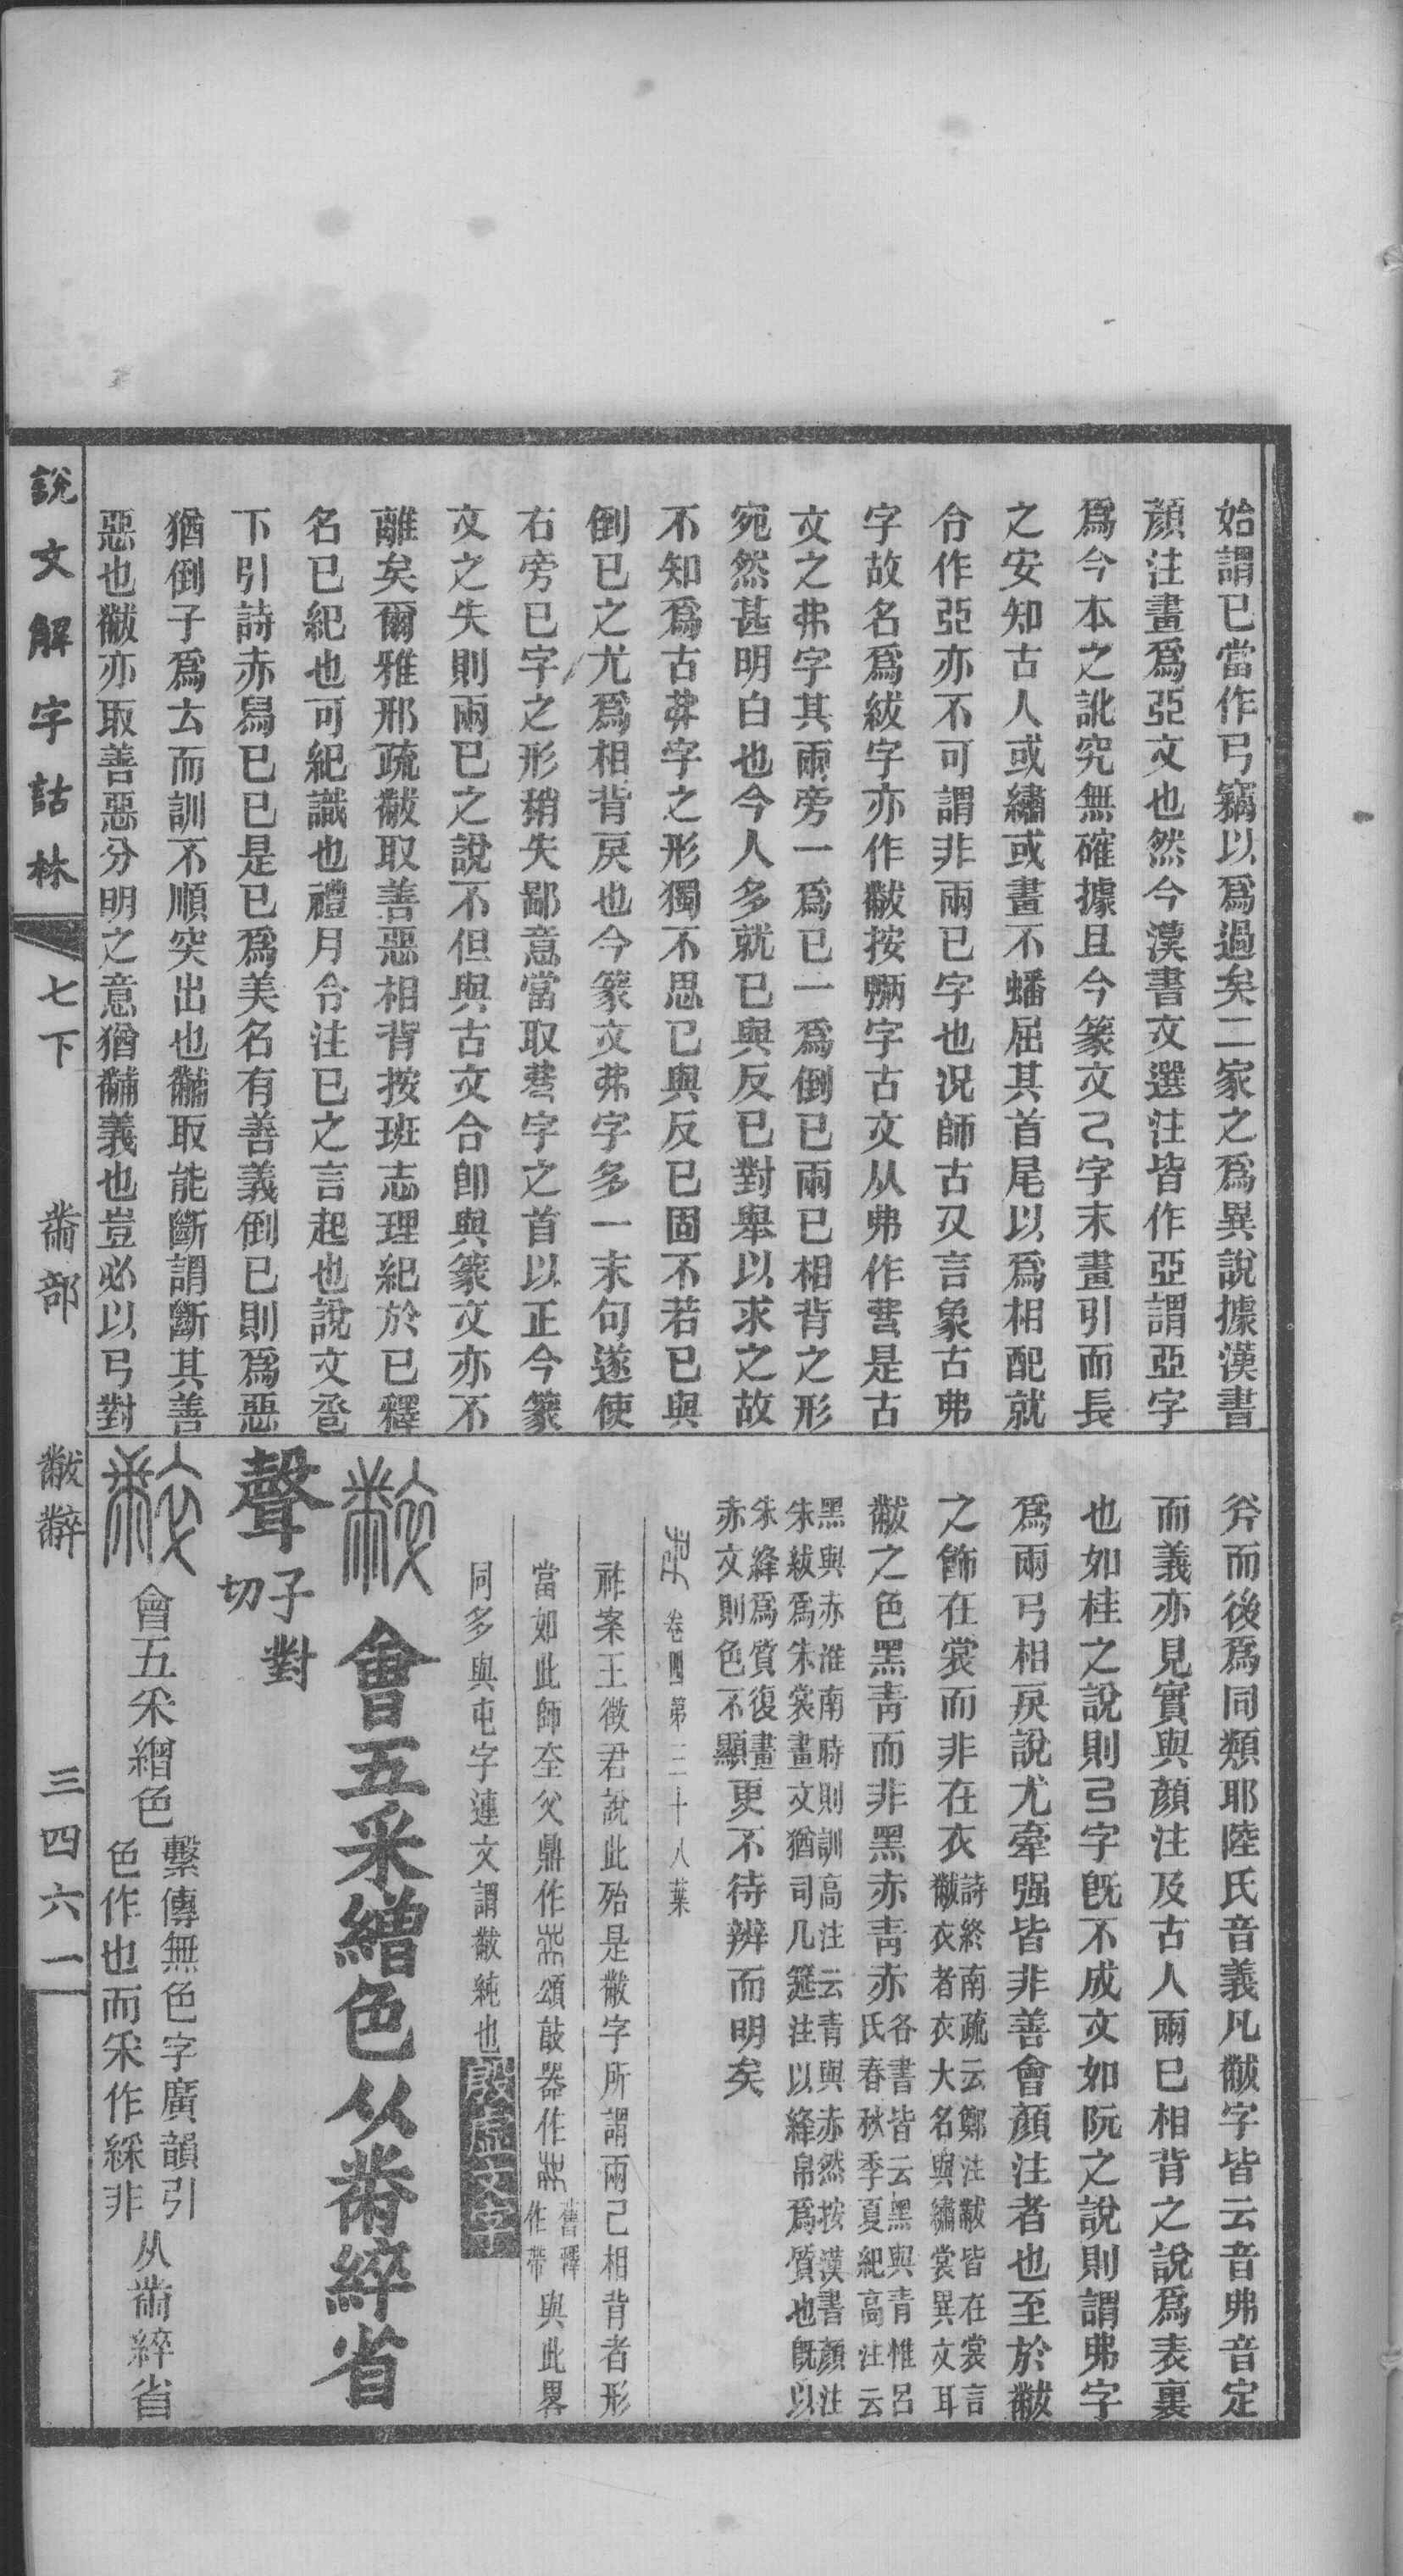 始謂已當作弓竊以爲過矣二家之爲異說據漢書
顏注畫爲亞文也然今漢書文選注皆作亞謂亞字
爲今本之訛究無確據且今篆文己字末畫引而長
之安知古人或繡或畫不蟠屈其首尾以爲相配就
令作亞亦不可謂非兩已字也况師古又言象古弗
字故名爲紱字亦作黻按𢐀字古文从弗作𢐂是古
文之弗字其兩旁一爲已一爲倒已兩已相背之形
宛然甚明白也今人多就已與反已對舉以求之故
不知爲古弗字之形獨不思已與反已固不若已與
倒已之尤爲相背戾也今篆文弗字多一末句遂使
右旁已字之形稍失鄙意當取𢐂字之首以正今篆
文之失則兩已之說不但與古文合卽與篆文亦不
離矣爾雅邢疏黻取善惡相背按班志理紀於已釋
名已紀也可紀識也禮月令注已之言起也說文巹
下引詩赤舄已已是已爲美名有善義倒已則爲惡
猶倒子爲𠫓而訓不順突出也黼取能斷謂斷其善
惡也黻亦取善惡分明之意猶黼義也豈必以弓對
斧而後爲同類耶陸氏音義凡黻字皆云音弗音定
而義亦見實與顏注及古人兩已相背之說爲表裏
也如桂之說則弓字旣不成文如阮之說則謂弗字
爲兩弓相戾說尤牽强皆非善會顏注者也至於黻
之飾在裳而非在衣詩終南疏云鄭注黻皆在裳言黻衣者衣大名與繡裳異文耳
黻之色黑靑而非黑赤靑赤各書皆云黑與青惟呂氏春秋季夏紀高注云
黑與赤淮南時則訓高注云青與赤然按漢書顏注朱紱爲朱裳畫文猶司几筵注以絳帛爲質也旣以
朱絳爲質復畫赤文則色不顯更不待辨而明矣
卷四第三十八葉
祚案王徵君說此殆是黻字所謂兩己相背者形
當如此師𡘇父鼎作黹頌敼器作黹舊釋作帶與此畧
同多與屯字連文謂黻純也殷虛文字
䘹會五采繒色从黹綷省
聲子對切
䘹會五采繒色繫傳無色字廣韻引色作也而采作綵非从黹綷省
說文解字詁林 七下 黹部 黻䘹 三四六一